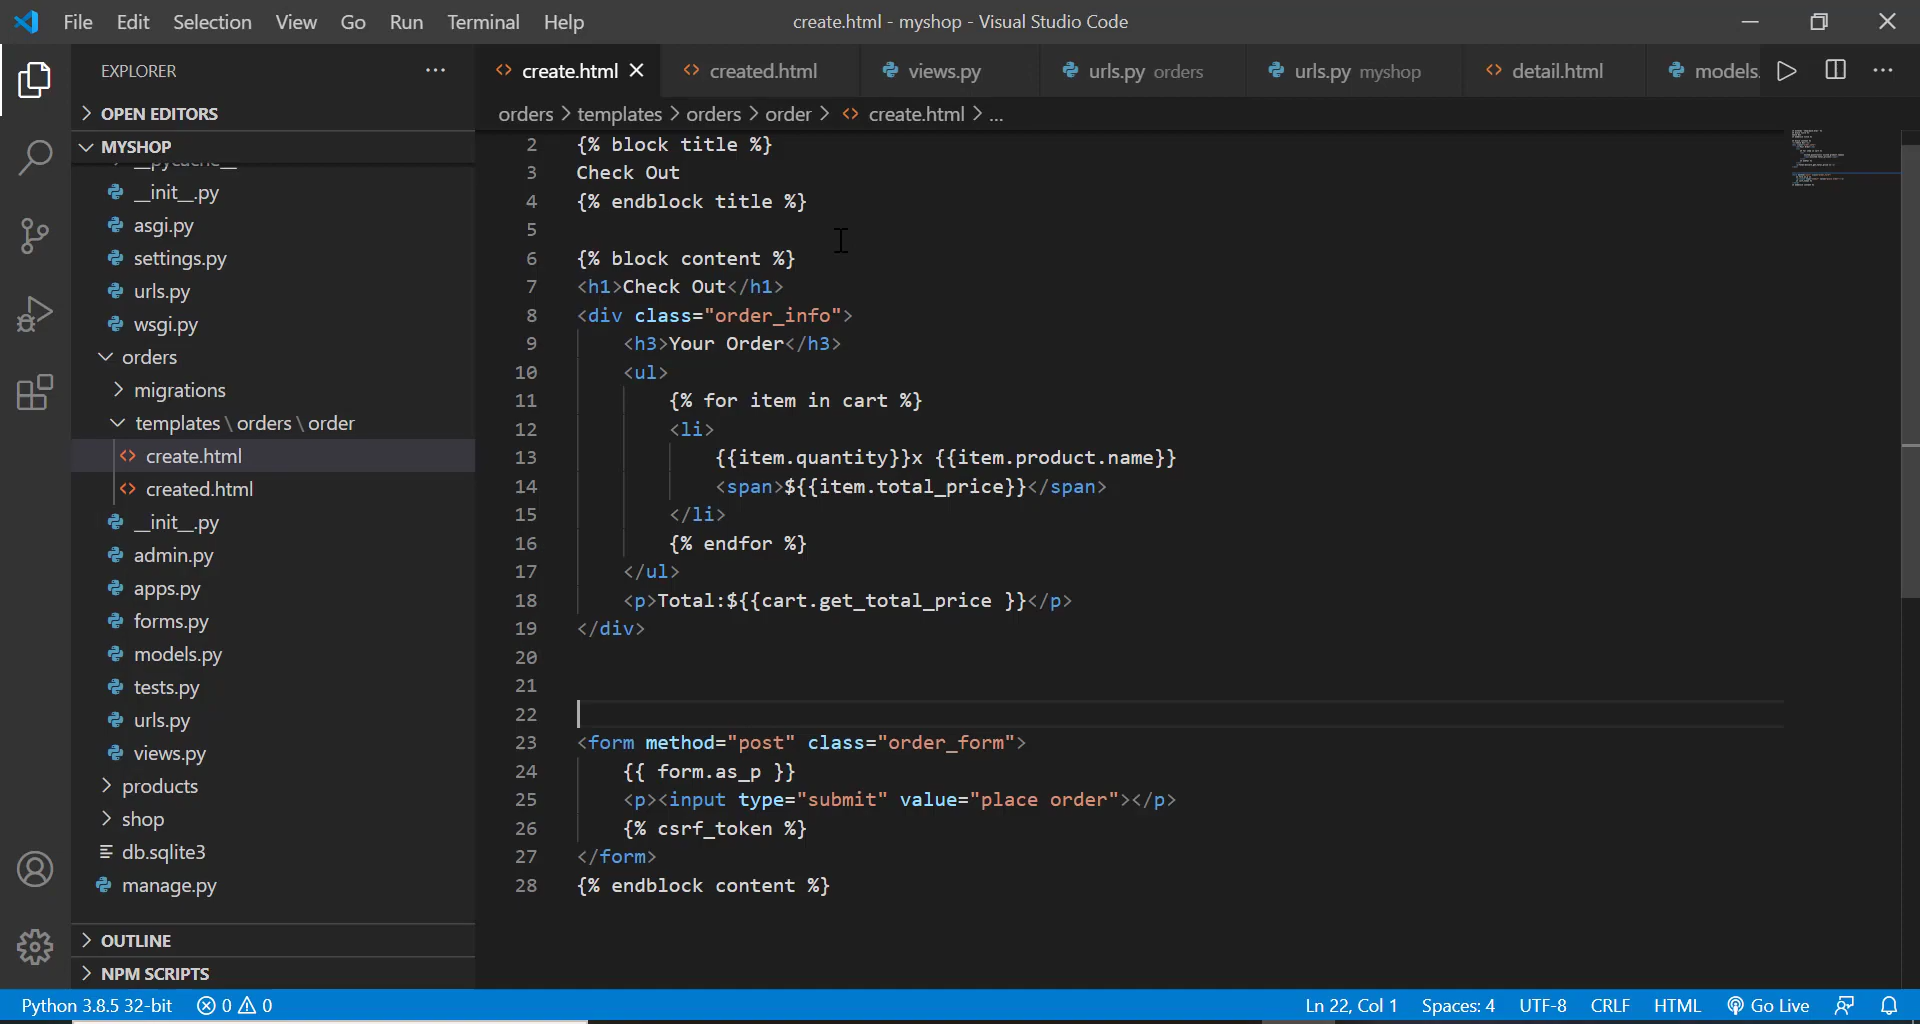 File Edit Selection View Go Run Terminal Help
create.html - myshop - Visual Studio Code
EXPLORER
OPEN EDITORS
MYSHOP
__pycache__
__init__.py
asgi.py
settings.py
urls.py
wsgi.py
orders
migrations
templates \ orders \ order
create.html
created.html
__init__.py
admin.py
apps.py
forms.py
models.py
tests.py
urls.py
views.py
products
shop
db.sqlite3
manage.py
OUTLINE
NPM SCRIPTS
create.html created.html views.py urls.py orders urls.py myshop detail.html models.
orders > templates > orders > order > create.html > ...
2 {% block title %}
3 Check Out
4 {% endblock title %}
5
6 {% block content %}
7 <h1>Check Out</h1>
8 <div class="order_info">
9 <h3>Your Order</h3>
10 <ul>
11 {% for item in cart %}
12 <li>
13 {{item.quantity}}x {{item.product.name}}
14 <span>${{item.total_price}}</span>
15 </li>
16 {% endfor %}
17 </ul>
18 <p>Total:${{cart.get_total_price }}</p>
19 </div>
20
21
22
23 <form method="post" class="order_form">
24 {{ form.as_p }}
25 <p><input type="submit" value="place order"></p>
26 {% csrf_token %}
27 </form>
28 {% endblock content %}
Python 3.8.5 32-bit 0 0
Ln 22, Col 1 Spaces: 4 UTF-8 CRLF HTML Go Live